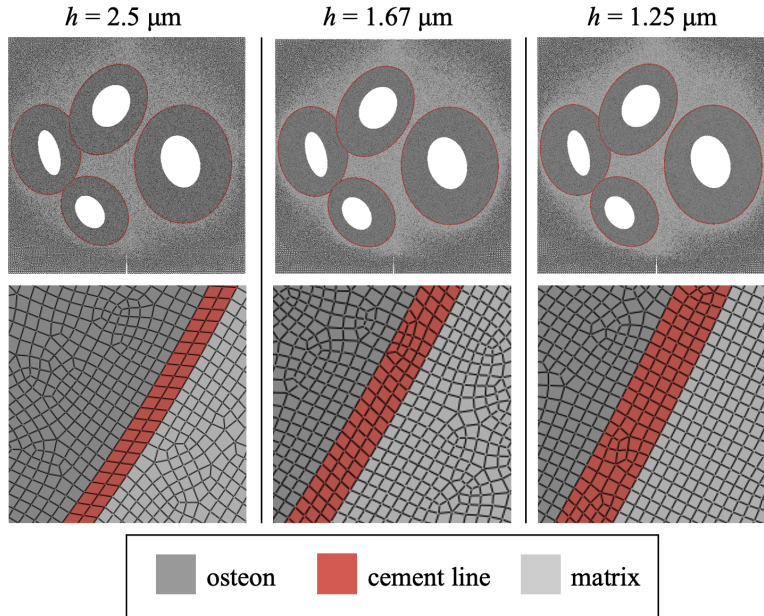 h = 2.5 μm
h = 1.67 μm
h = 1.25 μm
osteon
cement line
matrix